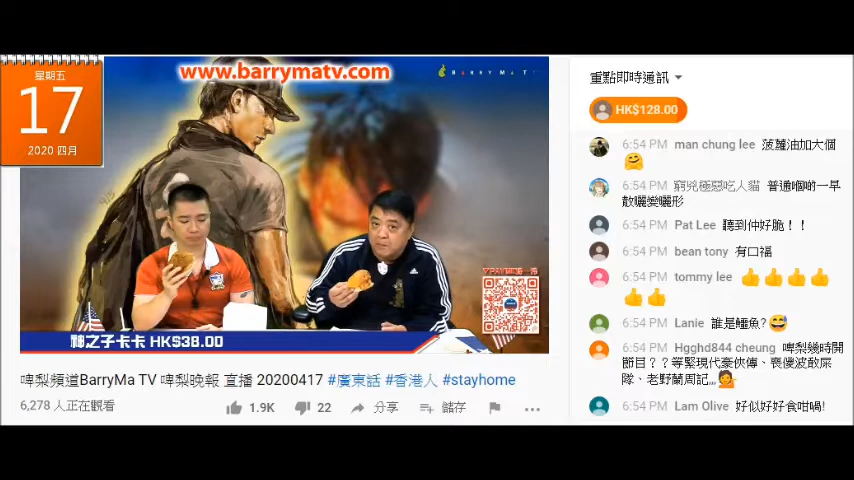 星期五
17
2020 四月
www.barrymatv.com
BARRY MA T
神之子卡卡 HK$38.00
啤梨頻道BarryMa TV 啤梨晚報 直播 20200417 #廣東話 #香港人 #stayhome
6,278 人正在觀看
1.9K
22
分享
儲存
重點即時通訊
HK$128.00
6:54 PM man chung lee 菠蘿油加大個
6:54 PM 窮兇極惡吃人貓 普通嗰啲一早
散曬變曬形
6:54 PM Pat Lee 聽到仲好脆！！
6:54 PM bean tony 有口福
6:54 PM tommy lee 👍👍👍👍
👍👍
6:54 PM Lanie 誰是鱷魚?😅
6:54 PM Hgghd844 cheung 啤梨幾時開
節目？？等緊現代豪俠傳、喪傻波敵屎
隊、老野蘭周記,,,
6:54 PM Lam Olive 好似好好食咁喎!